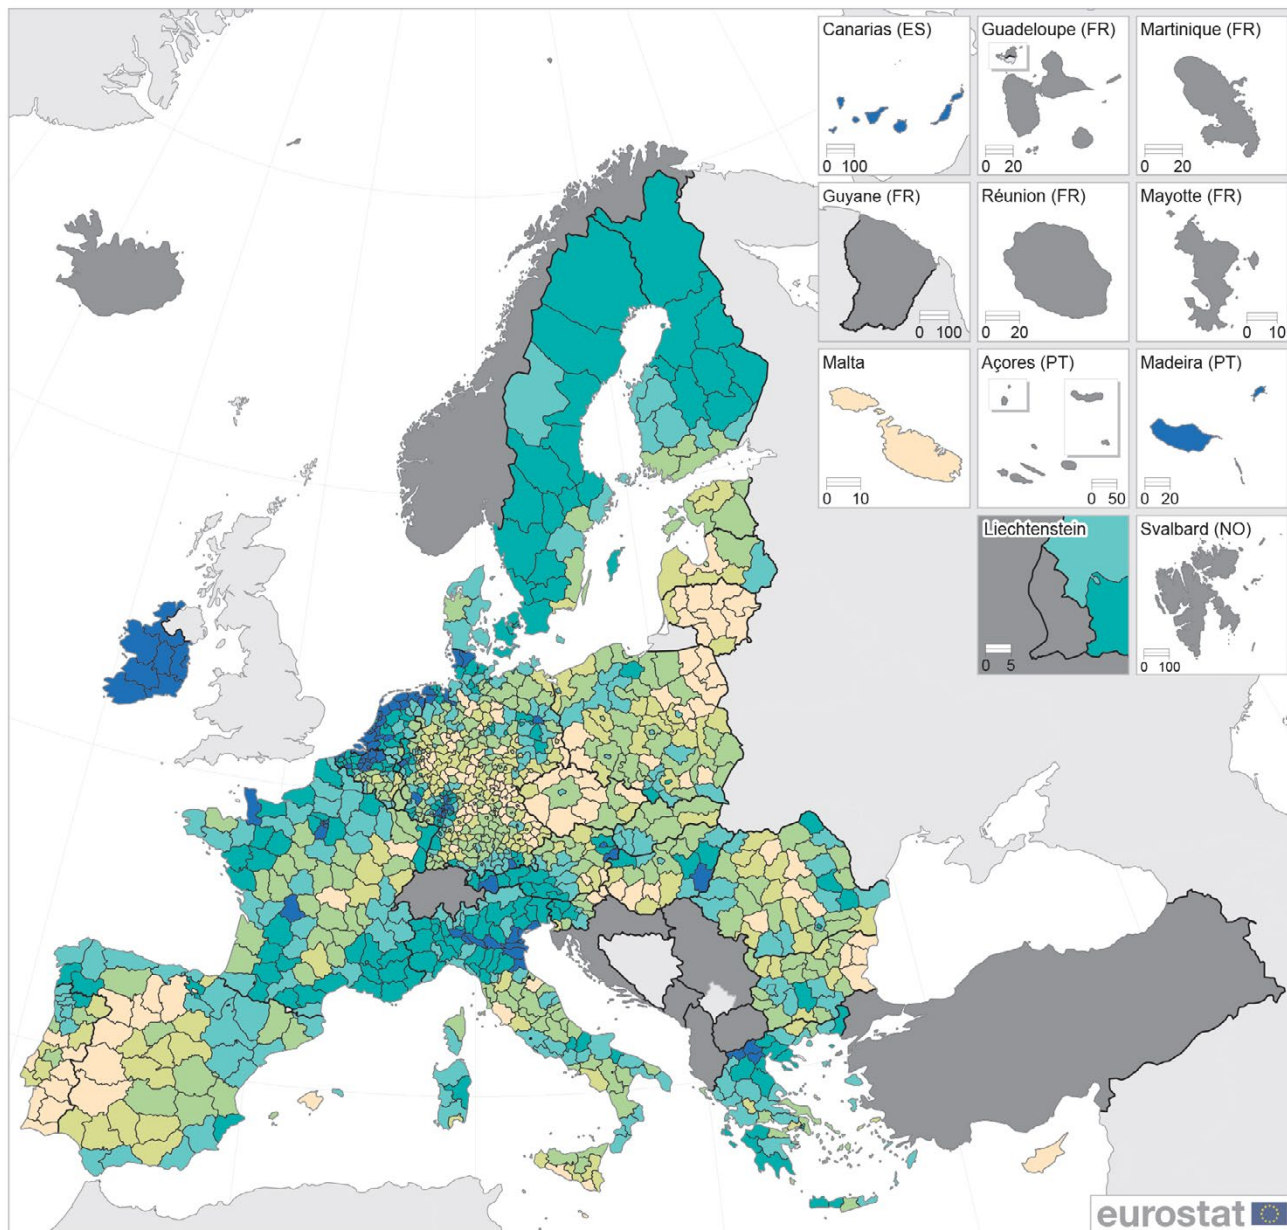 Canarias (ES)
0 100
Guadeloupe (FR)
0 20
Martinique (FR)
0 20
Guyane (FR)
0 100
Réunion (FR)
0 20
Mayotte (FR)
0 10
Malta
0 10
Açores (PT)
0 50
Madeira (PT)
0 20
Liechtenstein
0 5
Svalbard (NO)
0 100
eurostat